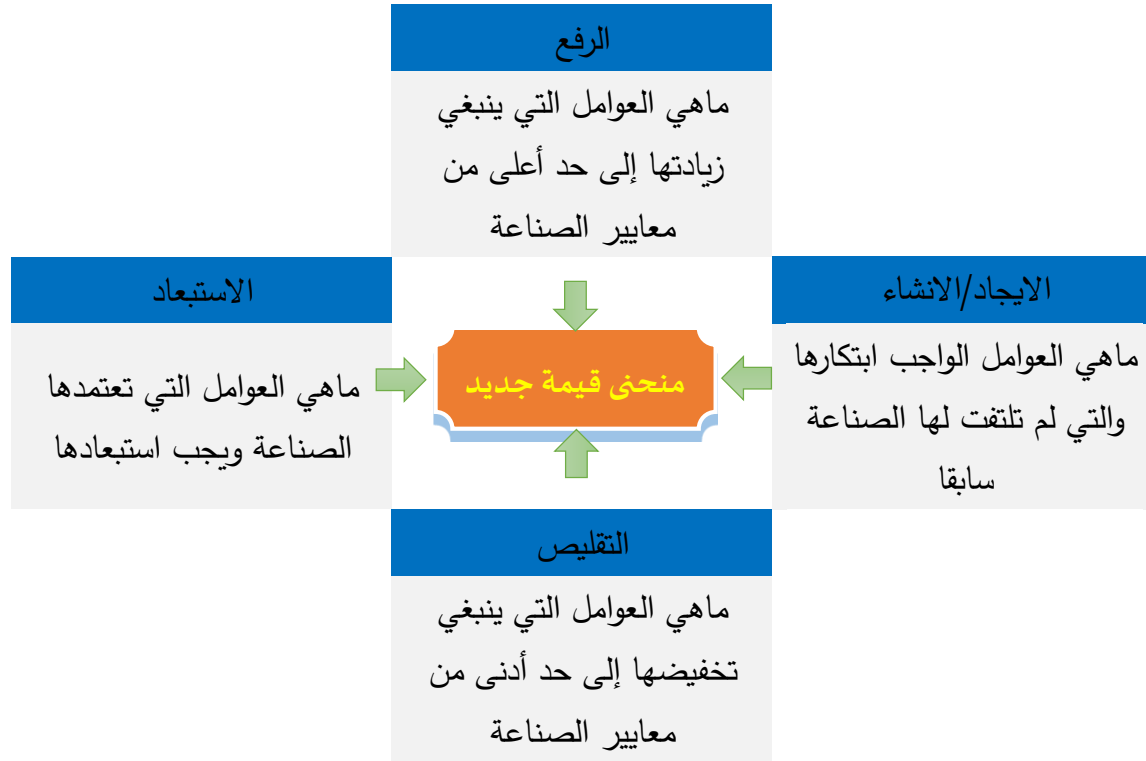 الرفع
ماهي العوامل التي ينبغي
زيادتها إلى حد أعلى من
معايير الصناعة
الايجاد/الانشاء
ماهي العوامل الواجب ابتكارها
والتي لم تلتفت لها الصناعة
سابقا
منحنى قيمة جديد
الاستبعاد
ماهي العوامل التي تعتمدها
الصناعة ويجب استبعادها
التقليص
ماهي العوامل التي ينبغي
تخفيضها إلى حد أدنى من
معايير الصناعة